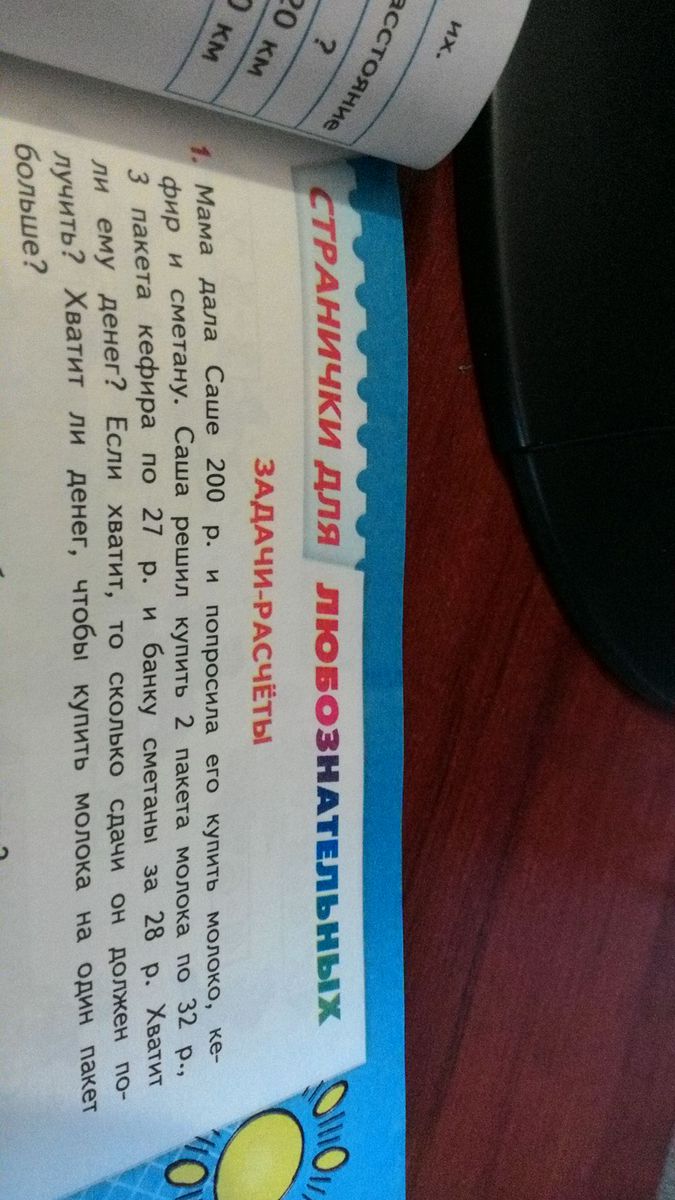 их.
расстояние
?
20 км
0 км
СТРАНИЧКИ ДЛЯ ЛЮБОЗНАТЕЛЬНЫХ
ЗАДАЧИ-РАСЧЁТЫ
1. Мама дала Саше 200 р. и попросила его купить молоко, ке-
фир и сметану. Саша решил купить 2 пакета молока по 32 р.,
3 пакета кефира по 27 р. и банку сметаны за 28 р. Хватит
ли ему денег? Если хватит, то сколько сдачи он должен по-
лучить? Хватит ли денег, чтобы купить молока на один пакет
больше?